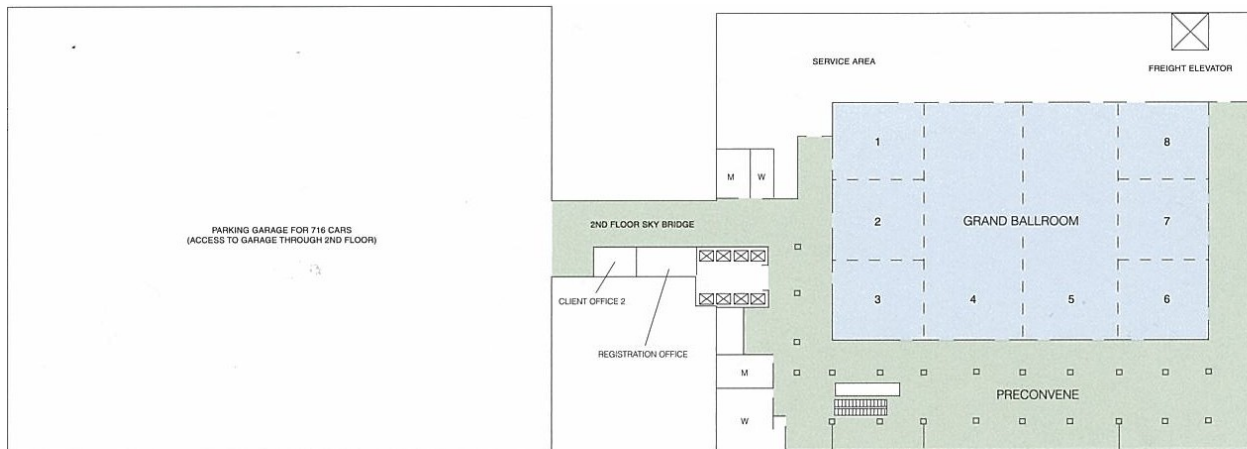 SERVICE AREA
FREIGHT ELEVATOR
1
8
M
W
PARKING GARAGE FOR 716 CARS
(ACCESS TO GARAGE THROUGH 2ND FLOOR)
2ND FLOOR SKY BRIDGE
2
GRAND BALLROOM
7
CLIENT OFFICE 2
3
4
5
6
REGISTRATION OFFICE
M
PRECONVENE
W